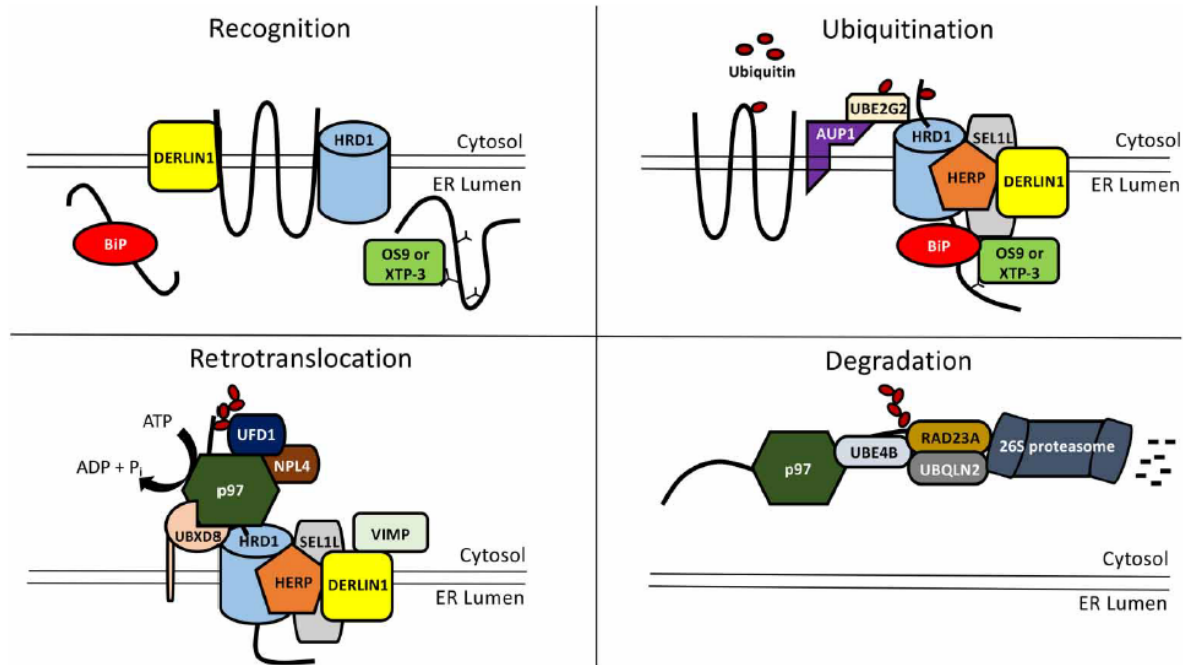 Recognition
DERLIN1
HRD1
Cytosol
ER Lumen
BiP
OS9 or
XTP-3
Ubiquitination
Ubiquitin
UBE2G2
AUP1
HRD1
SEL1L
Cytosol
HERP
DERLIN1
ER Lumen
BiP
OS9 or
XTP-3
Retrotranslocation
ATP
UFD1
ADP + Pi
NPL4
p97
UBXD8
HRD1
SEL1L
VIMP
Cytosol
HERP
DERLIN1
ER Lumen
Degradation
p97
UBE4B
RAD23A
UBQLN2
26S proteasome
Cytosol
ER Lumen